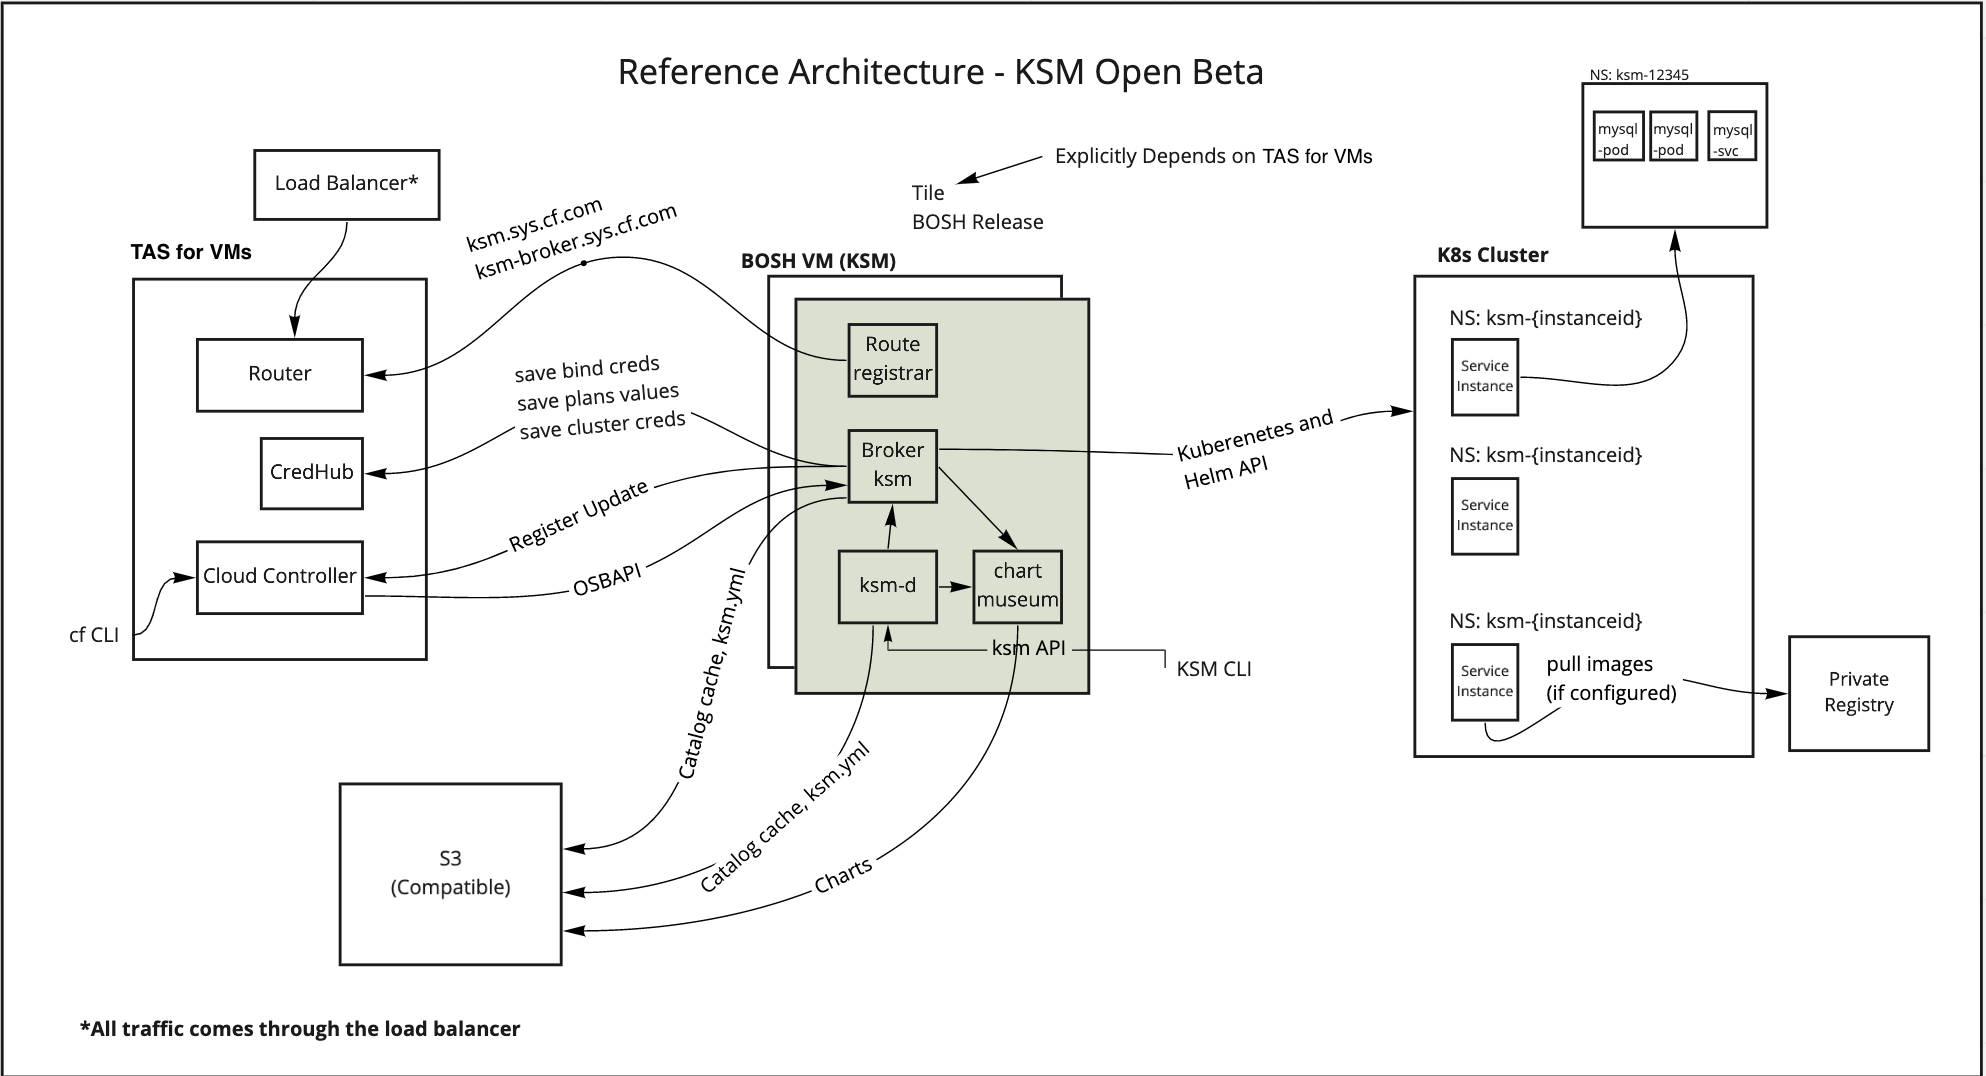 Reference Architecture - KSM Open Beta
NS: ksm-12345
mysql
-pod
mysql
-pod
mysql
-svc
Explicitly Depends on TAS for VMs
Tile
BOSH Release
Load Balancer*
TAS for VMs
Router
CredHub
Cloud Controller
cf CLI
ksm.sys.cf.com
ksm-broker.sys.cf.com
save bind creds
save plans values
save cluster creds
Register Update
OSBAPI
BOSH VM (KSM)
Route
registrar
Broker
ksm
ksm-d
chart
museum
ksm API
KSM CLI
Kuberenetes and
Helm API
K8s Cluster
NS: ksm-{instanceid}
Service
Instance
NS: ksm-{instanceid}
Service
Instance
NS: ksm-{instanceid}
Service
Instance
pull images
(if configured)
Private
Registry
Catalog cache, ksm.yml
Catalog cache, ksm.yml
Charts
S3
(Compatible)
*All traffic comes through the load balancer